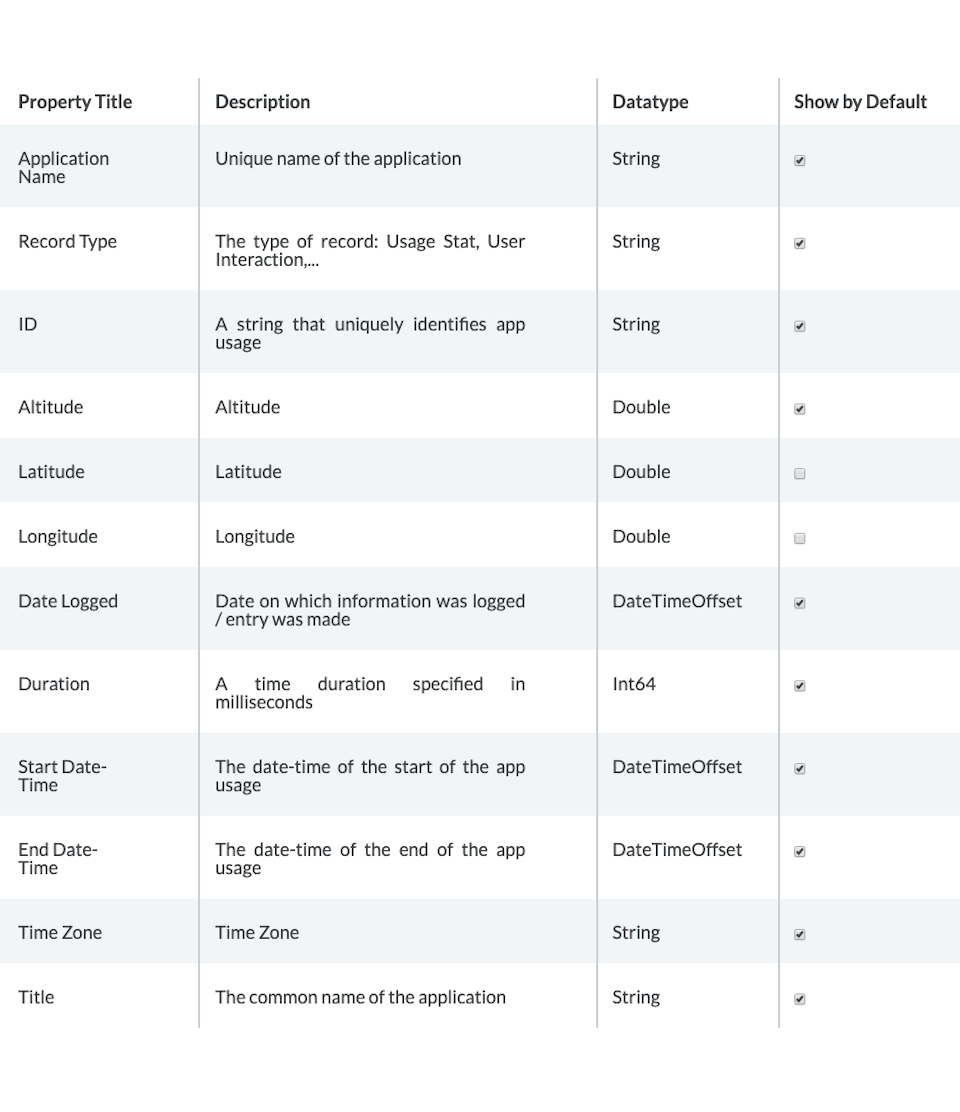 Property Title Description Datatype Show by Default
Application Unique name of the application String
Name
Record Type The type of record: Usage Stat, User String
Interaction,...
ID A string that uniquely identifies app String
usage
Altitude Altitude Double
Latitude Latitude Double
Longitude Longitude Double
Date Logged Date on which information was logged DateTimeOffset
/ entry was made
Duration A time duration specified in Int64
milliseconds
Start Date- The date-time of the start of the app DateTimeOffset
Time usage
End Date- The date-time of the end of the app DateTimeOffset
Time usage
Time Zone Time Zone String
Title The common name of the application String